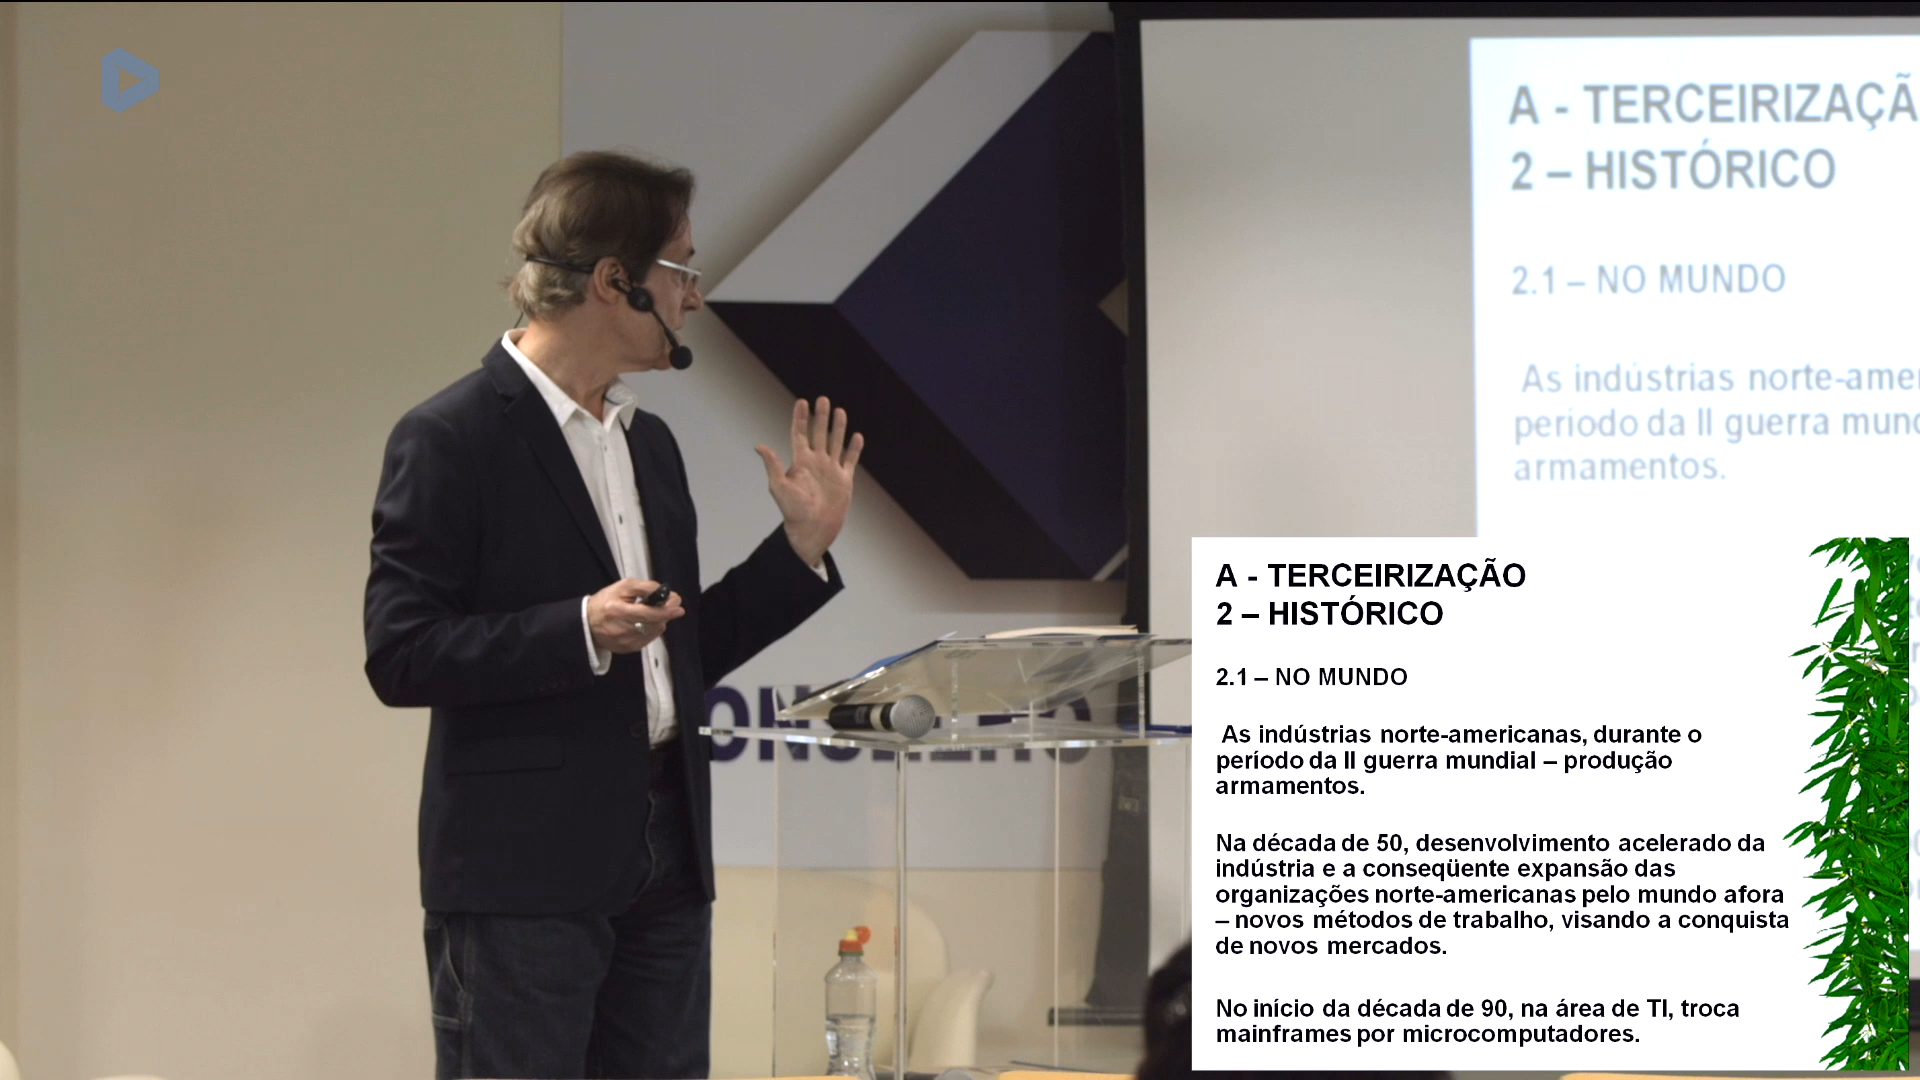 A - TERCEIRIZAÇÃ
2 – HISTÓRICO
2.1 – NO MUNDO
As indústrias norte-amer
período da II guerra mund
armamentos.
A - TERCEIRIZAÇÃO
2 – HISTÓRICO
2.1 – NO MUNDO
As indústrias norte-americanas, durante o
período da II guerra mundial – produção
armamentos.
Na década de 50, desenvolvimento acelerado da
indústria e a conseqüente expansão das
organizações norte-americanas pelo mundo afora
– novos métodos de trabalho, visando a conquista
de novos mercados.
No início da década de 90, na área de TI, troca
mainframes por microcomputadores.